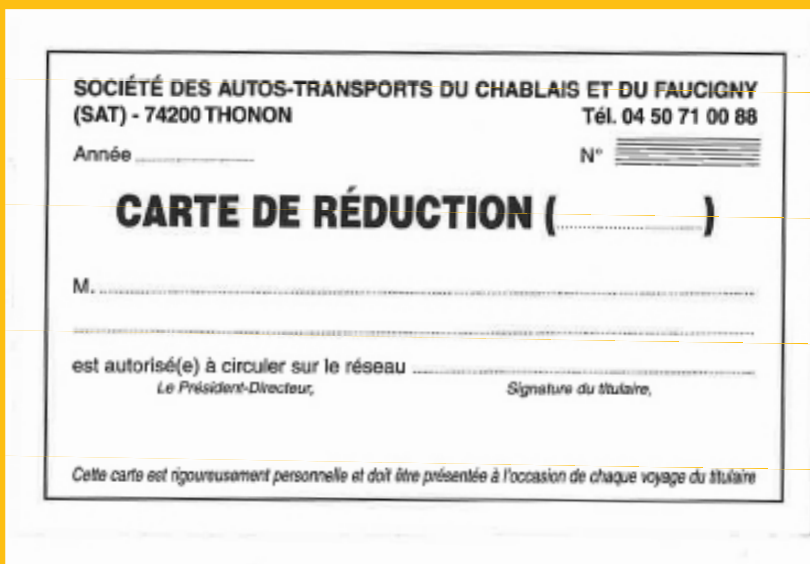 SOCIÉTÉ DES AUTOS-TRANSPORTS DU CHABLAIS ET DU FAUCIGNY
(SAT) - 74200 THONON Tél. 04 50 71 00 88
Année .................... N°
CARTE DE RÉDUCTION (....................)
M. ....................
....................
est autorisé(e) à circuler sur le réseau ....................
Le Président-Directeur, Signature du titulaire,
Cette carte est rigoureusement personnelle et doit être présentée à l'occasion de chaque voyage du titulaire